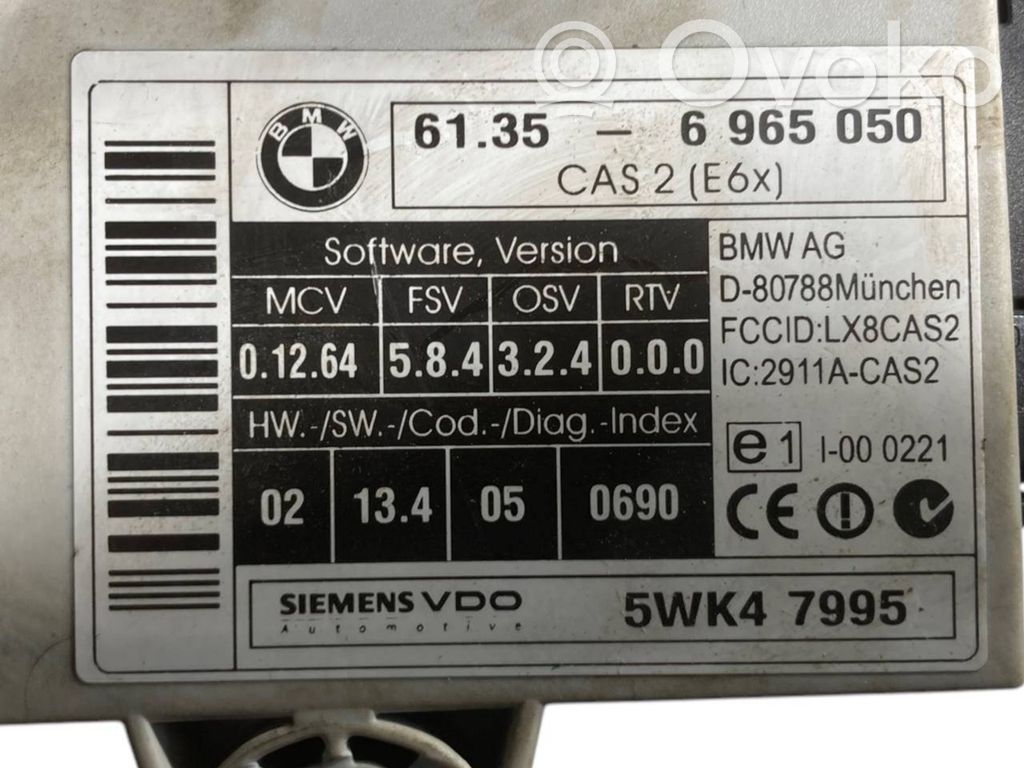 Ovoko
BMW
61.35 – 6 965 050
CAS 2 (E6x)
Software, Version
MCV FSV OSV RTV
0.12.64 5.8.4 3.2.4 0.0.0
HW.-/SW.-/Cod.-/Diag.-Index
02 13.4 05 0690
BMW AG
D-80788München
FCCID:LX8CAS2
IC:2911A-CAS2
e1 I-00 0221
CE
SIEMENS VDO
Automotive
5WK4 7995